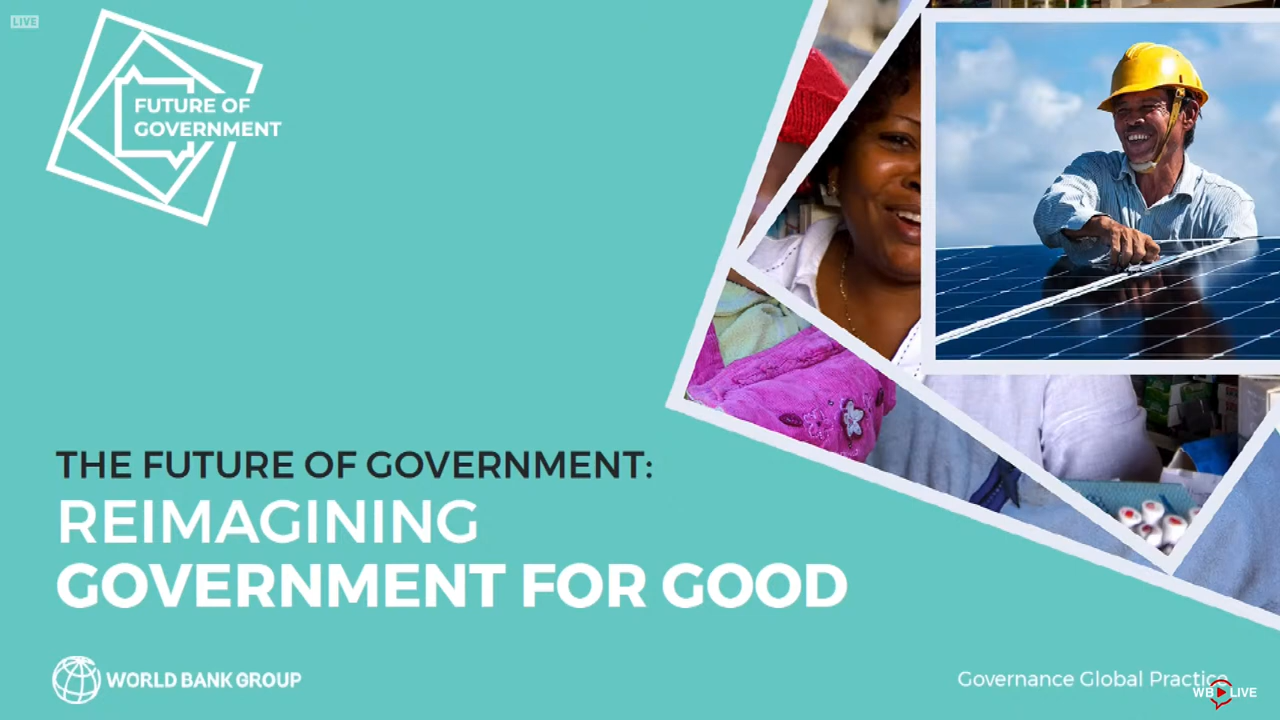 LIVE
FUTURE OF
GOVERNMENT
THE FUTURE OF GOVERNMENT:
REIMAGINING
GOVERNMENT FOR GOOD
WORLD BANK GROUP
Governance Global Practice
WB LIVE